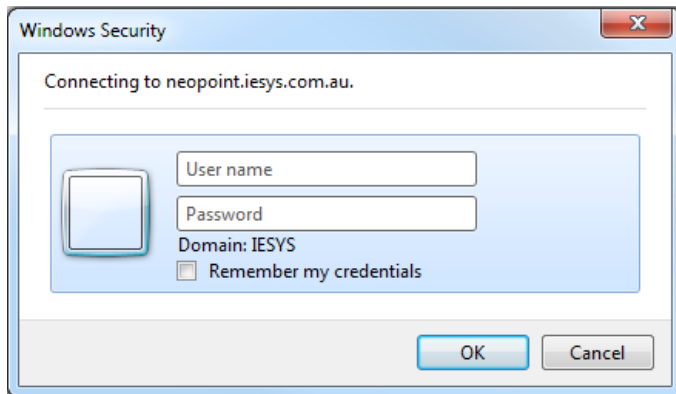 Windows Security
Connecting to neopoint.iesys.com.au.
User name
Password
Domain: IESYS
Remember my credentials
OK
Cancel